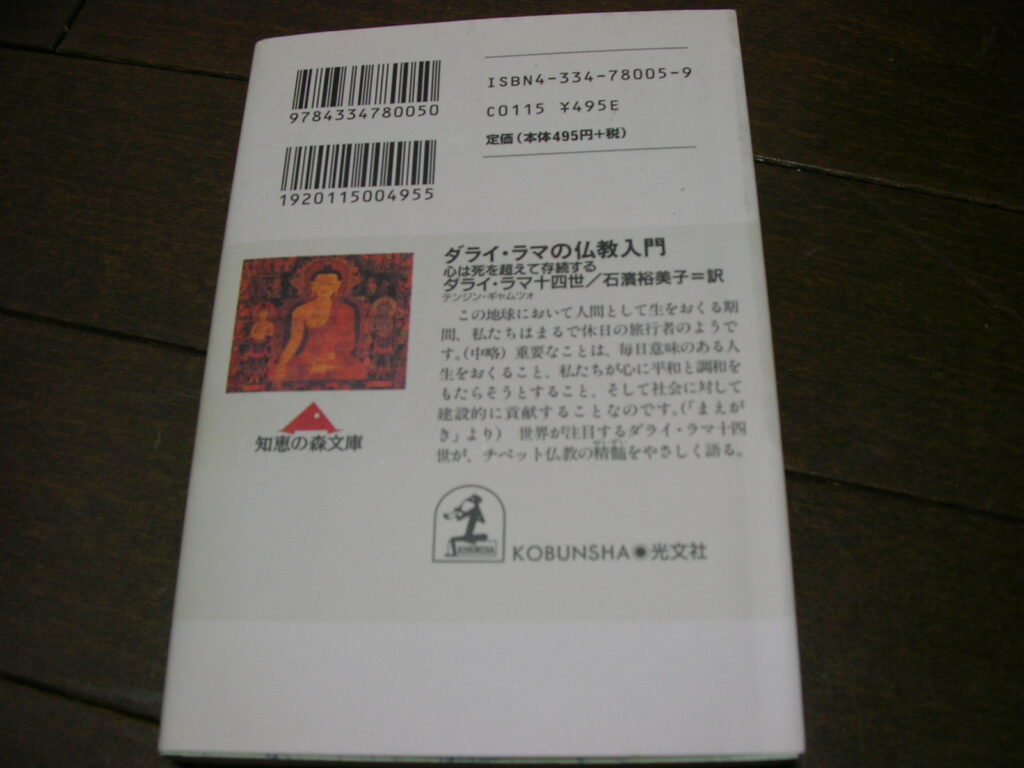 9784334780050
1920115004955
ISBN4-334-78005-9
C0115 ¥495E
定価(本体495円+税)
ダライ・ラマの仏教入門
心は死を超えて存続する
ダライ・ラマ十四世/石濱裕美子=訳
テンジン・ギャムツォ
この地球において人間として生をおくる期
間、私たちはまるで休日の旅行者のようで
す。(中略) 重要なことは、毎日意味のある人
生をおくること、私たちが心に平和と調和を
もたらそうとすること、そして社会に対して
建設的に貢献することなのです。(「まえが
き」より) 世界が注目するダライ・ラマ十四
世が、チベット仏教の精髄をやさしく語る。
知恵の森文庫
KOBUNSHA◉光文社